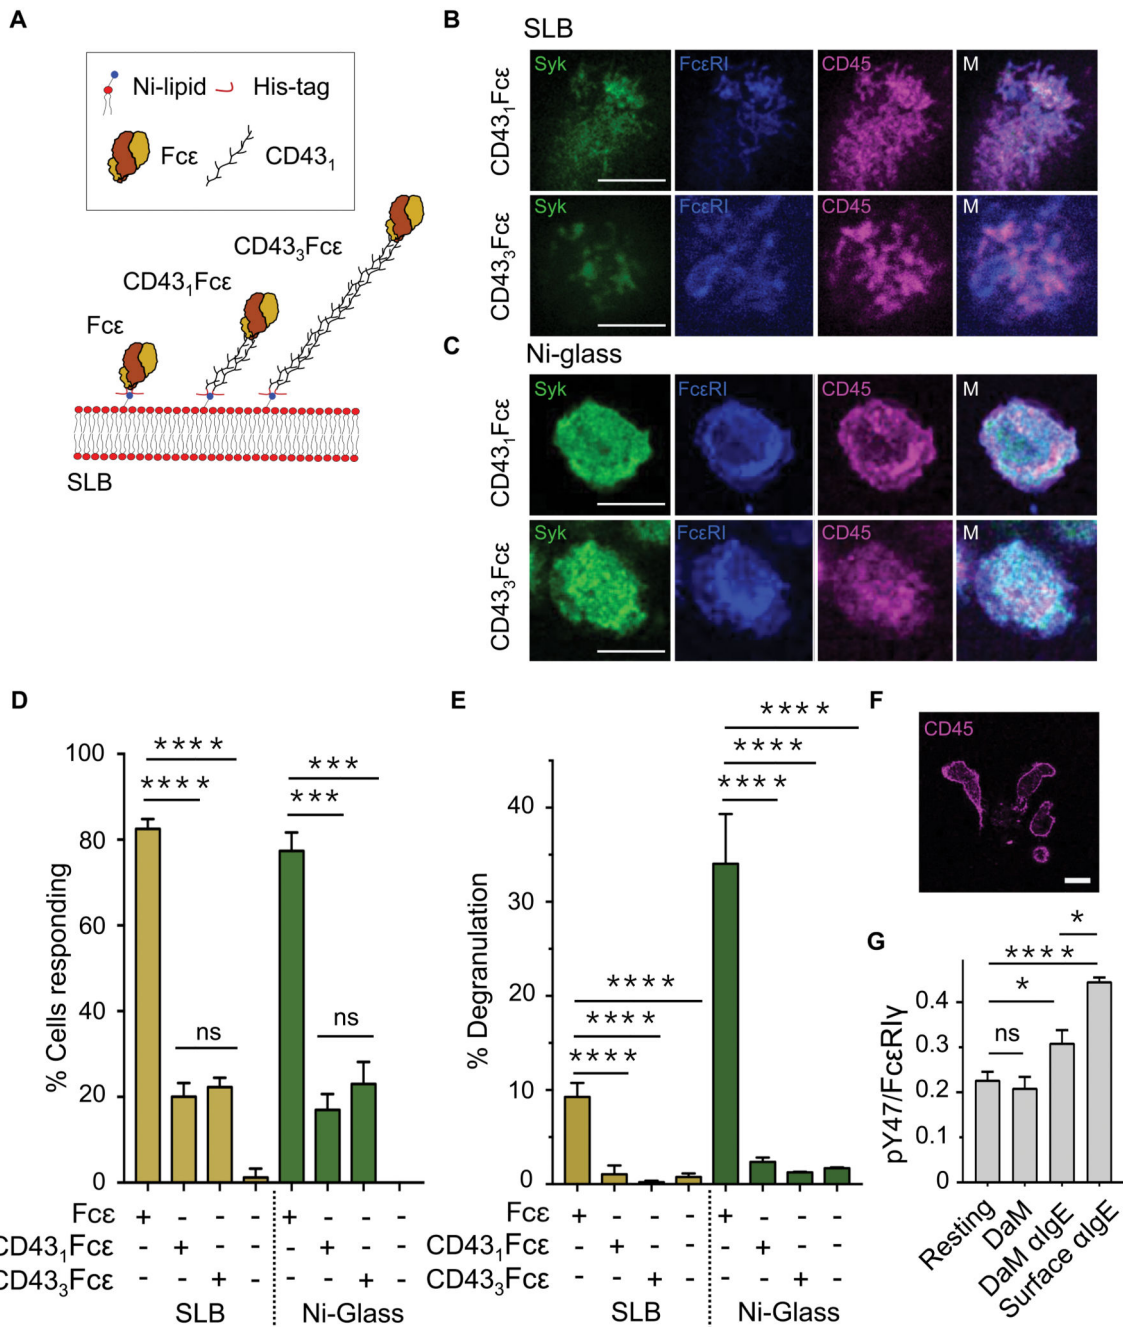 A
Ni-lipid
His-tag
Fcε
CD43₁
CD43₃Fcε
CD43₁Fcε
Fcε
SLB
B
SLB
CD43₁Fcε
Syk
FcεRI
CD45
M
CD43₃Fcε
Syk
FcεRI
CD45
M
C
Ni-glass
CD43₁Fcε
Syk
FcεRI
CD45
M
CD43₃Fcε
Syk
FcεRI
CD45
M
D
% Cells responding
100
80
60
40
20
0
****
****
ns
***
***
ns
Fcε + - - - + - - -
CD43₁Fcε - + - - - + - -
CD43₃Fcε - - + - - - + -
SLB Ni-Glass
E
% Degranulation
40
30
20
10
0
****
****
****
****
****
****
Fcε + - - - + - - -
CD43₁Fcε - + - - - + - -
CD43₃Fcε - - + - - - + -
SLB Ni-Glass
F
CD45
G
pY47/FcεRIγ
0.4
0.3
0.2
0.1
0
*
****
*
ns
Resting
DaM
DaM αIgE
Surface αIgE